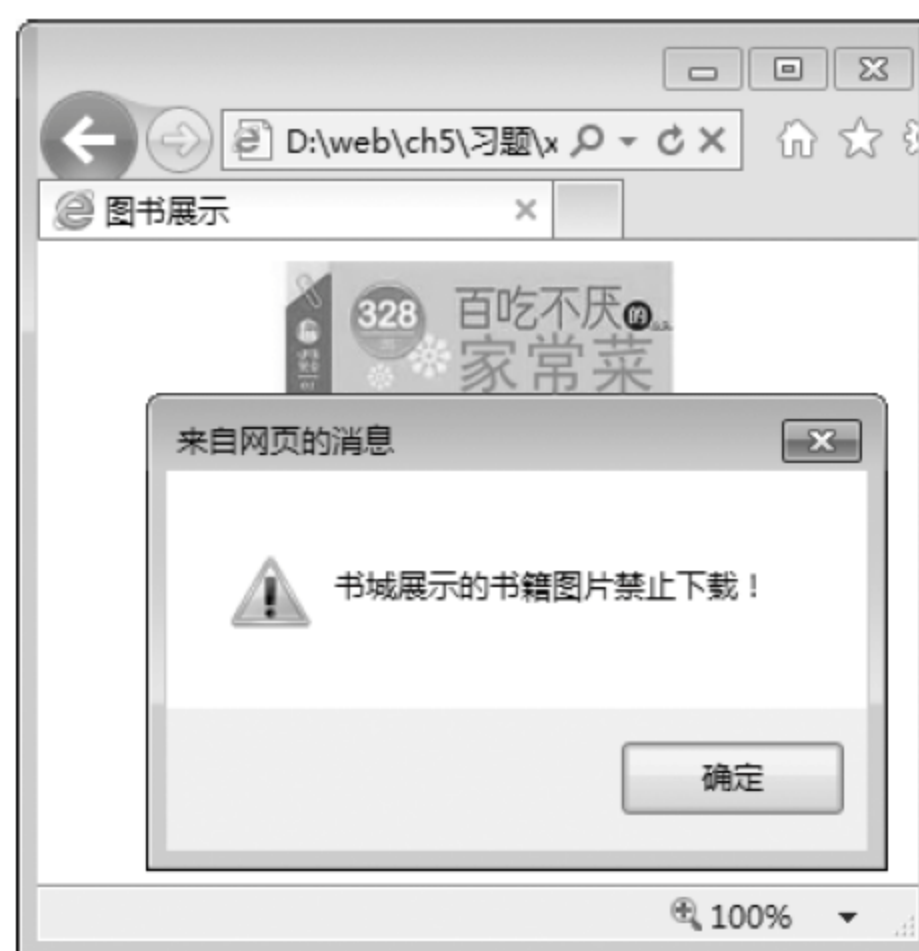 D:\web\ch5\习题\x
图书展示
328
百吃不厌的
家常菜
来自网页的消息
书城展示的书籍图片禁止下载！
确定
100%